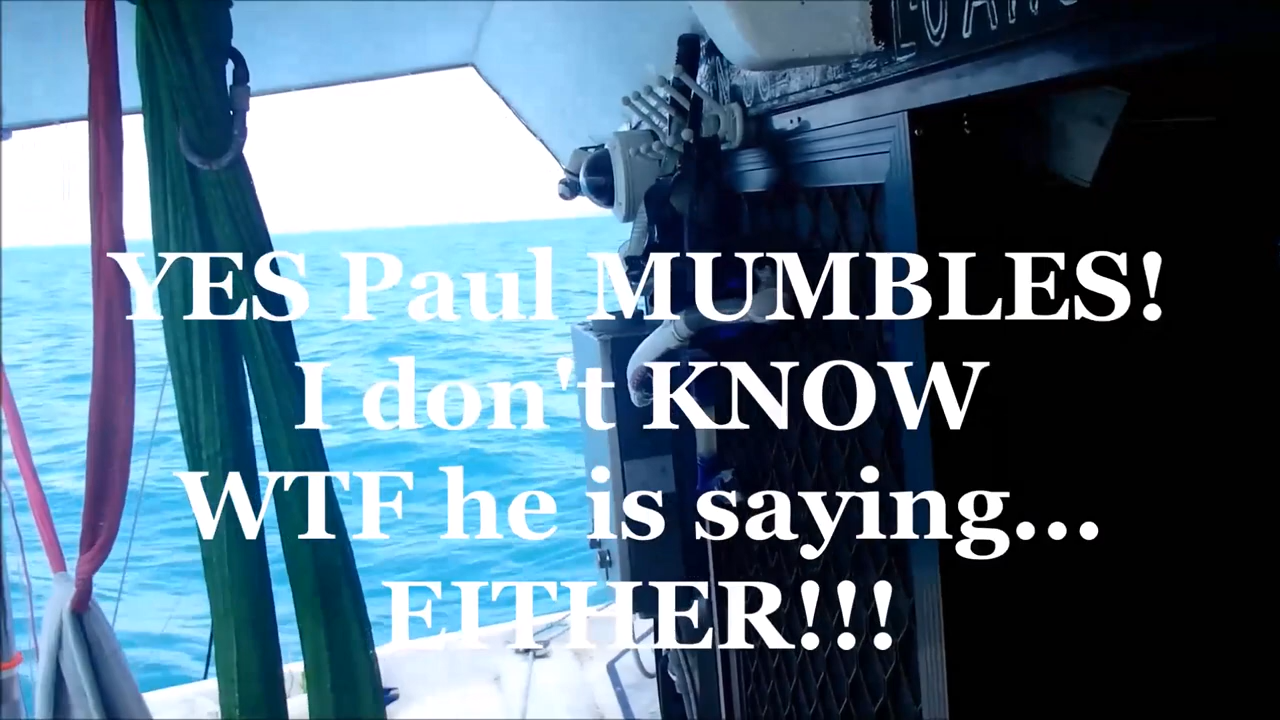 YES Paul MUMBLES!
I don't KNOW
WTF he is saying...
EITHER!!!